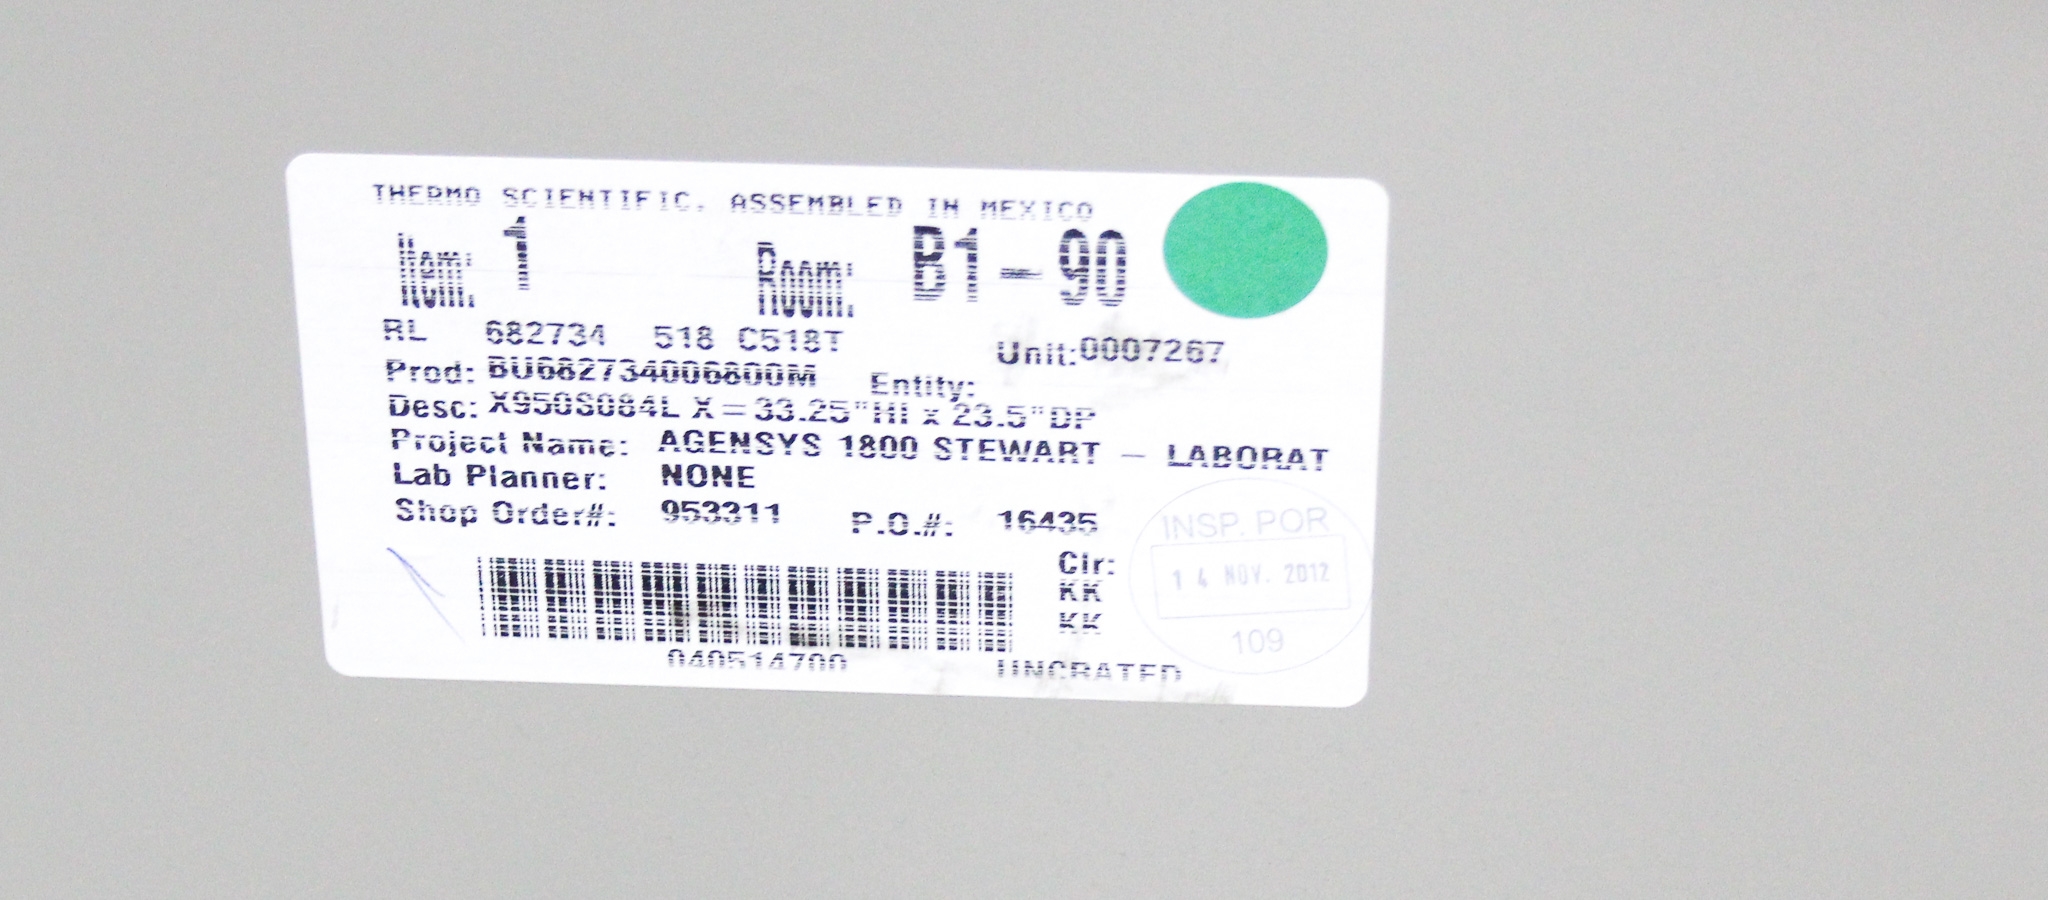 THERMO SCIENTIFIC. ASSEMBLED IN MEXICO
Item: 1 Room: B1-90
RL 682734 518 C518T Unit:0007267
Prod: BU682734006800M Entity:
Desc: X950S084L X=33.25"HI x 23.5"DP
Project Name: AGENSYS 1800 STEWART - LABORAT
Lab Planner: NONE
Shop Order#: 953311 P.O.#: 16435
INSP. POR
14 NOV. 2012
109
Clr:
KK
KK
040514700 UNCRATED